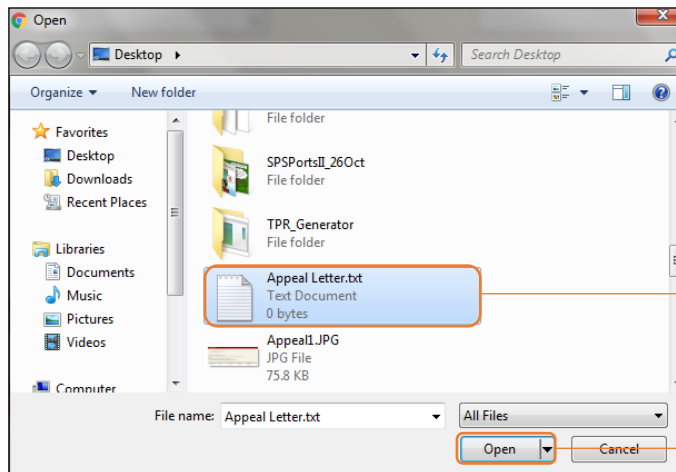 Open
Desktop
Search Desktop
Organize
New folder
Favorites
Desktop
Downloads
Recent Places
Libraries
Documents
Music
Pictures
Videos
Computer
File folder
SPSPortsII_26Oct
File folder
TPR_Generator
File folder
Appeal Letter.txt
Text Document
0 bytes
Appeal1.JPG
JPG File
75.8 KB
File name: Appeal Letter.txt
All Files
Open
Cancel